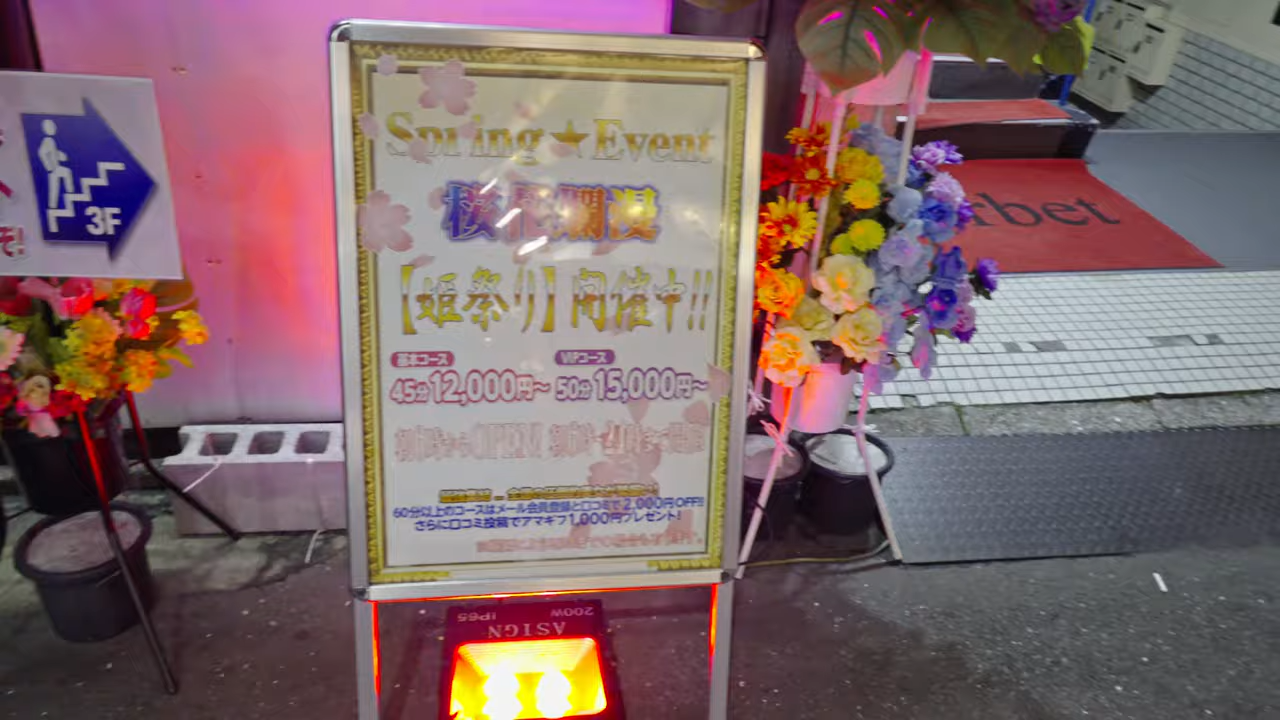 3F
Spring★Event
桜花爛漫
【姫祭り】開催中!!
基本コース
VIPコース
45分12,000円～ 50分15,000円～
60分以上のコースはメール会員登録と口コミで2,000円OFF!!
さらに口コミ投稿でアマギフ1,000円プレゼント!
200W
IP65
ASIGN
rbet